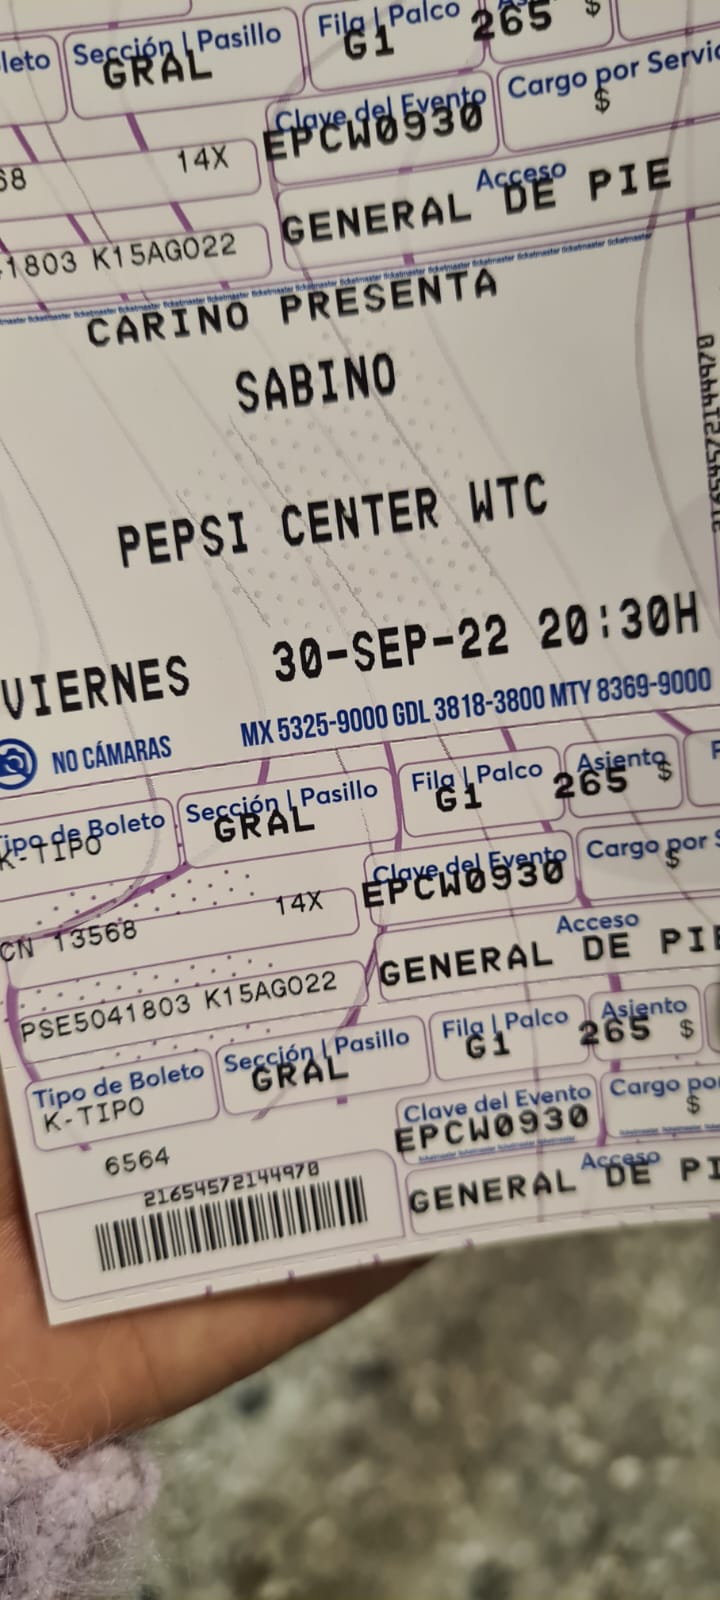 leto Sección | Pasillo Fila | Palco
GRAL G1 265 $
Clave del Evento Cargo por Servic
EPCW0930 $
68 14X
Acceso
GENERAL DE PIE
1803 K15AGO22
CARINO PRESENTA
SABINO
PEPSI CENTER WTC
VIERNES 30-SEP-22 20:30H
NO CÁMARAS MX 5325-9000 GDL 3818-3800 MTY 8369-9000
Tipo de Boleto Sección | Pasillo Fila | Palco Asiento
K-TIPO GRAL G1 265 $
Clave del Evento Cargo por S
EPCW0930 $
CN 13568 14X
Acceso
GENERAL DE PIE
PSE5041803 K15AGO22
Tipo de Boleto Sección | Pasillo Fila | Palco Asiento
K-TIPO GRAL G1 265 $
Clave del Evento Cargo por
EPCW0930 $
6564
Acceso
GENERAL DE PI
21654572144970